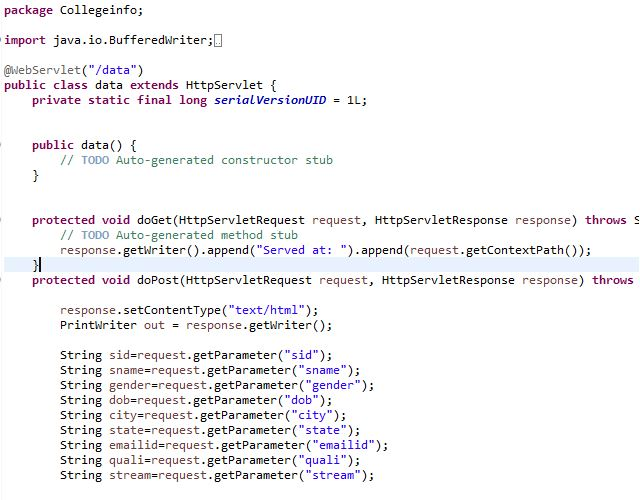 package Collegeinfo;
import java.io.BufferedWriter;
@WebServlet("/data")
public class data extends HttpServlet {
private static final long serialVersionUID = 1L;
public data() {
// TODO Auto-generated constructor stub
}
protected void doGet(HttpServletRequest request, HttpServletResponse response) throws S
// TODO Auto-generated method stub
response.getWriter().append("Served at: ").append(request.getContextPath());
}
protected void doPost(HttpServletRequest request, HttpServletResponse response) throws
response.setContentType("text/html");
PrintWriter out = response.getWriter();
String sid=request.getParameter("sid");
String sname=request.getParameter("sname");
String gender=request.getParameter("gender");
String dob=request.getParameter("dob");
String city=request.getParameter("city");
String state=request.getParameter("state");
String emailid=request.getParameter("emailid");
String quali=request.getParameter("quali");
String stream=request.getParameter("stream");